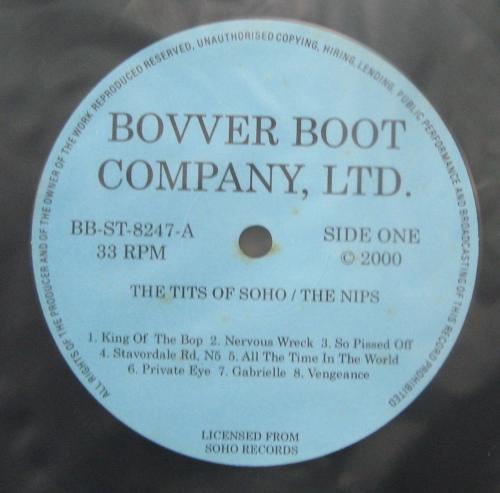 ALL RIGHTS OF THE PRODUCER AND OF THE OWNER OF THE WORK REPRODUCED RESERVED, UNAUTHORISED COPYING, HIRING, LENDING, PUBLIC PERFORMANCE AND BROADCASTING OF THIS RECORD PROHIBITED
BOVVER BOOT
COMPANY, LTD.
BB-ST-8247-A SIDE ONE
33 RPM © 2000
THE TITS OF SOHO / THE NIPS
1. King Of The Bop 2. Nervous Wreck 3. So Pissed Off
4. Stavordale Rd, N5 5. All The Time In The World
6. Private Eye 7. Gabrielle 8. Vengeance
LICENSED FROM
SOHO RECORDS